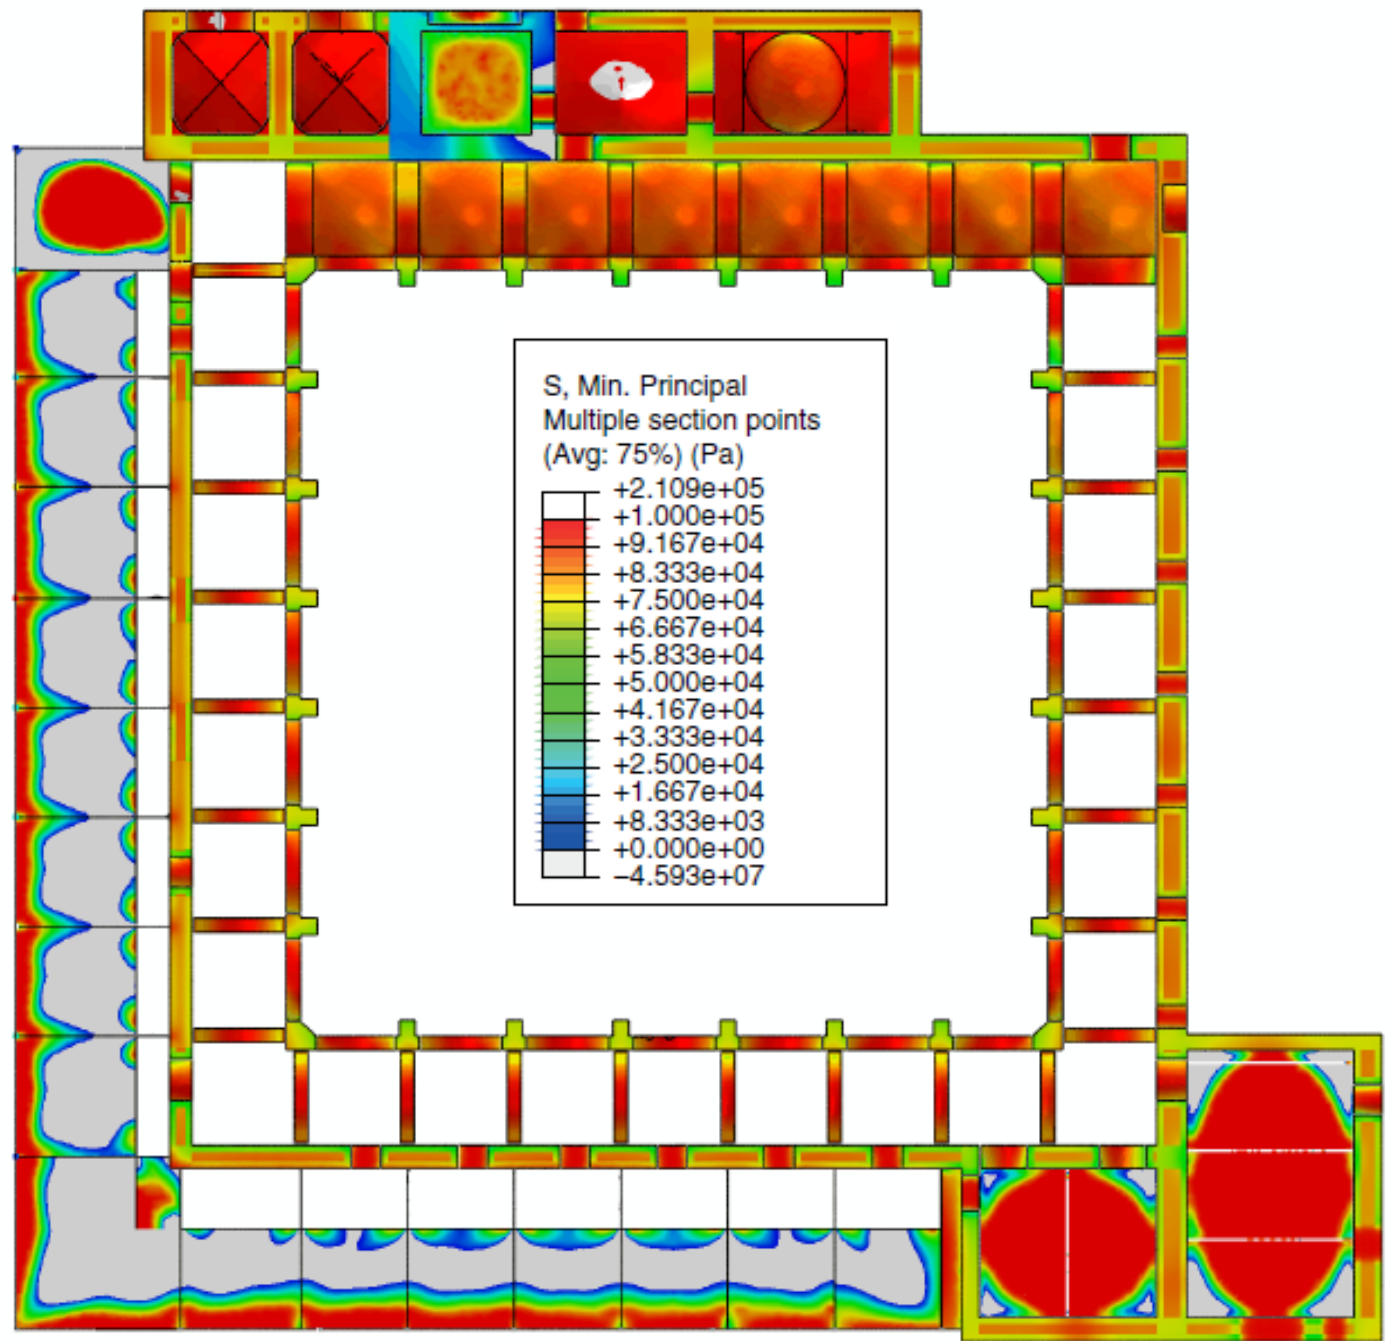 S, Min. Principal
Multiple section points
(Avg: 75%) (Pa)
+2.109e+05
+1.000e+05
+9.167e+04
+8.333e+04
+7.500e+04
+6.667e+04
+5.833e+04
+5.000e+04
+4.167e+04
+3.333e+04
+2.500e+04
+1.667e+04
+8.333e+03
+0.000e+00
−4.593e+07